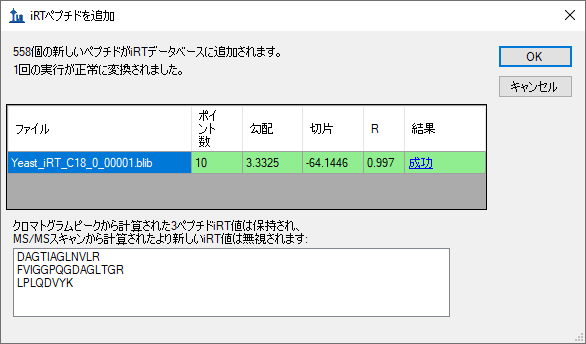 iRTペプチドを追加
558個の新しいペプチドがiRTデータベースに追加されます。
1回の実行が正常に変換されました。
OK
キャンセル
ファイル ポイント数 勾配 切片 R 結果
Yeast_iRT_C18_0_00001.blib 10 3.3325 -64.1446 0.997 成功
クロマトグラムピークから計算された3ペプチドiRT値は保持され、
MS/MSスキャンから計算されたより新しいiRT値は無視されます:
DAGTIAGLNVLR
FVIGGPQGDAGLTGR
LPLQDVYK